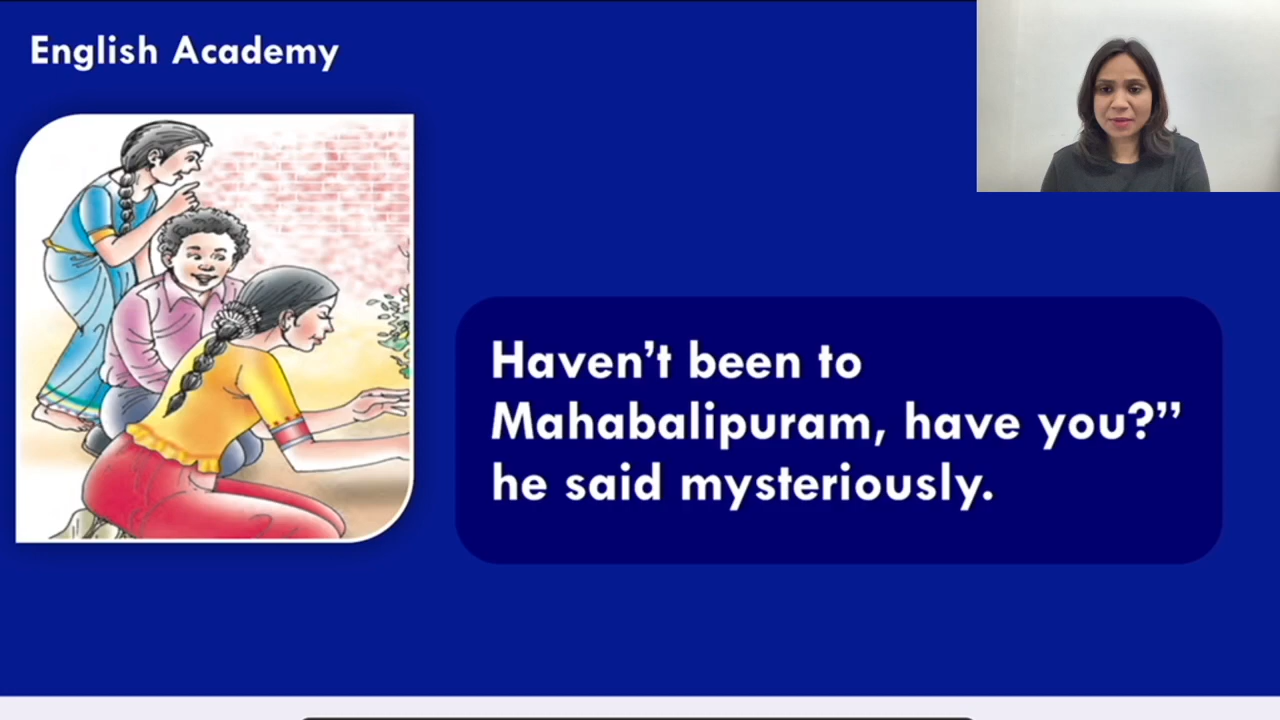 English Academy
Haven’t been to
Mahabalipuram, have you?”
he said mysteriously.